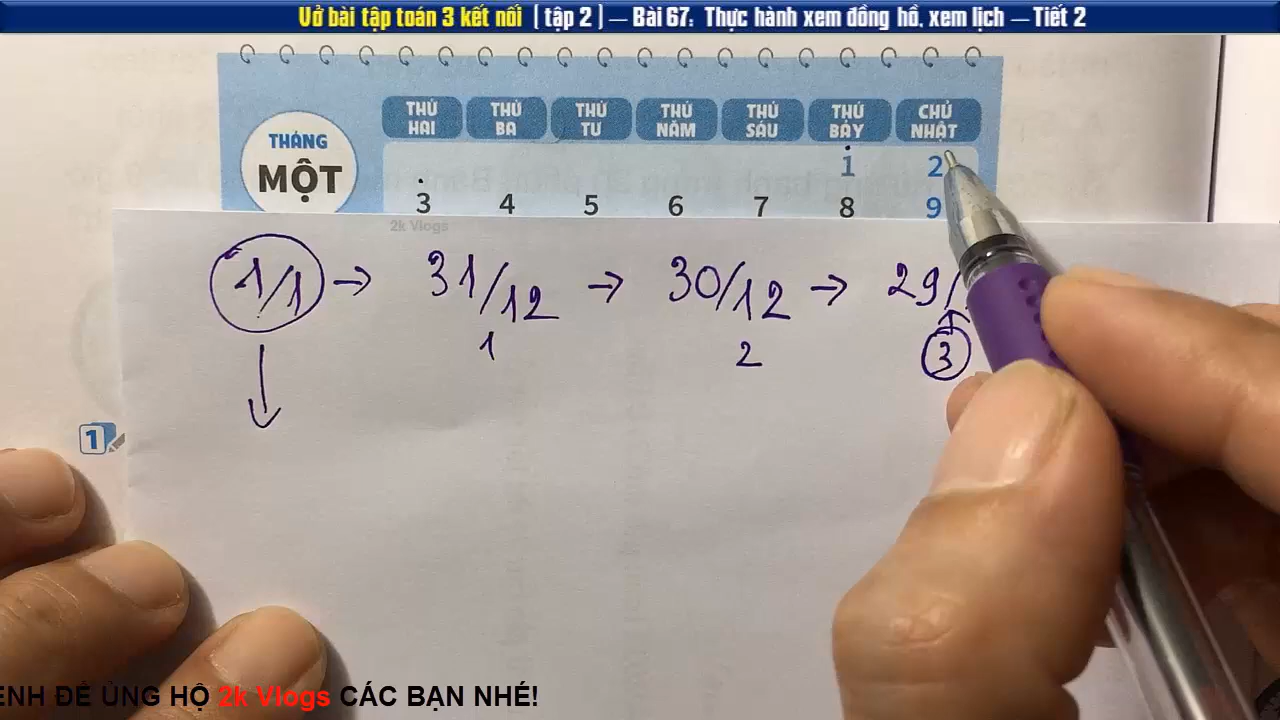 Vở bài tập toán 3 kết nối ( tập 2 ) – Bài 67: Thực hành xem đồng hồ, xem lịch – Tiết 2
THỨ HAI THỨ BA THỨ TƯ THỨ NĂM THỨ SÁU THỨ BẢY CHỦ NHẬT
THÁNG
MỘT
1 2
3 4 5 6 7 8 9
2k Vlogs
1/1 → 31/12 → 30/12 → 29/
1 2 3
1
ENH ĐỂ ỦNG HỘ 2k Vlogs CÁC BẠN NHÉ!